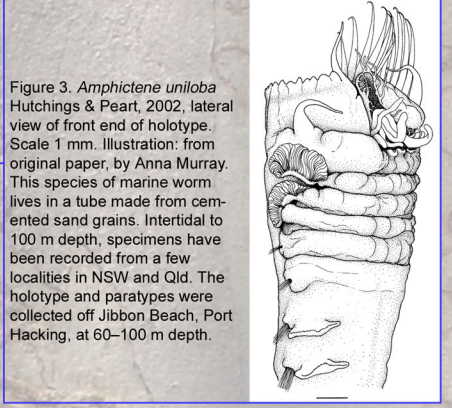 Figure 3. Amphictene uniloba
Hutchings & Peart, 2002, lateral
view of front end of holotype.
Scale 1 mm. Illustration: from
original paper, by Anna Murray.
This species of marine worm
lives in a tube made from cem-
ented sand grains. Intertidal to
100 m depth, specimens have
been recorded from a few
localities in NSW and Qld. The
holotype and paratypes were
collected off Jibbon Beach, Port
Hacking, at 60–100 m depth.